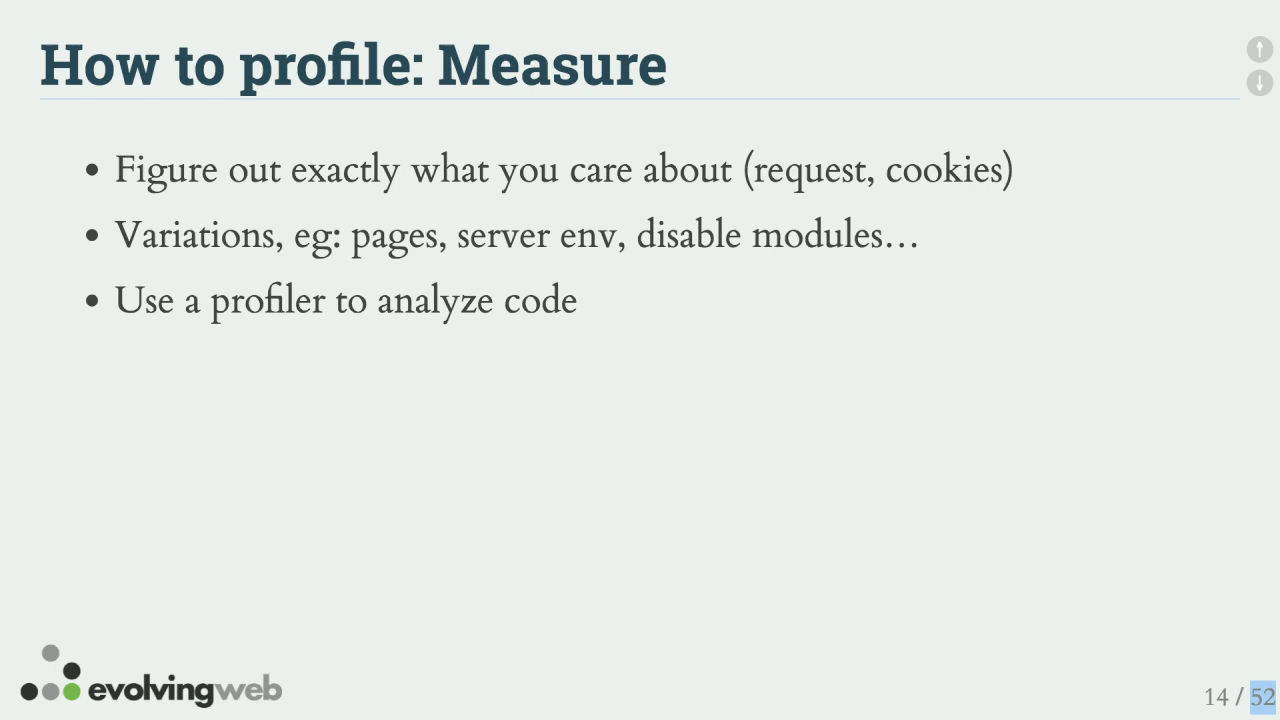 How to profile: Measure
• Figure out exactly what you care about (request, cookies)
• Variations, eg: pages, server env, disable modules…
• Use a profiler to analyze code
evolvingweb
14 / 52